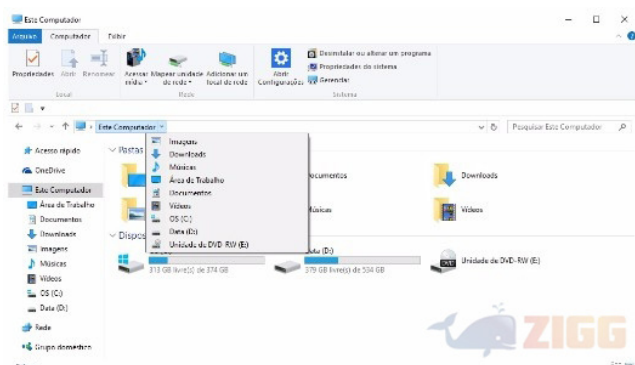 Este Computador
Arquivo Computador Exibir
Propriedades Abrir Renomear
Acessar mídia Mapear unidade de rede Adicionar um local de rede
Abrir Configurações
Desinstalar ou alterar um programa
Propriedades do sistema
Gerenciar
Local Rede Sistema
Este Computador
Pesquisar Este Computador
Acesso rápido
OneDrive
Este Computador
Área de Trabalho
Documentos
Downloads
Imagens
Músicas
Vídeos
OS (C:)
Data (D:)
Rede
Grupo doméstico
Imagens
Downloads
Músicas
Área de Trabalho
Documentos
Vídeos
OS (C:)
Data (D:)
Unidade de DVD-RW (E:)
Pastas
ocumentos
Downloads
Músicas
Vídeos
Dispos
313 GB livre(s) de 374 GB
Data (D:)
379 GB livre(s) de 534 GB
Unidade de DVD-RW (E:)
DVD
ZIGG